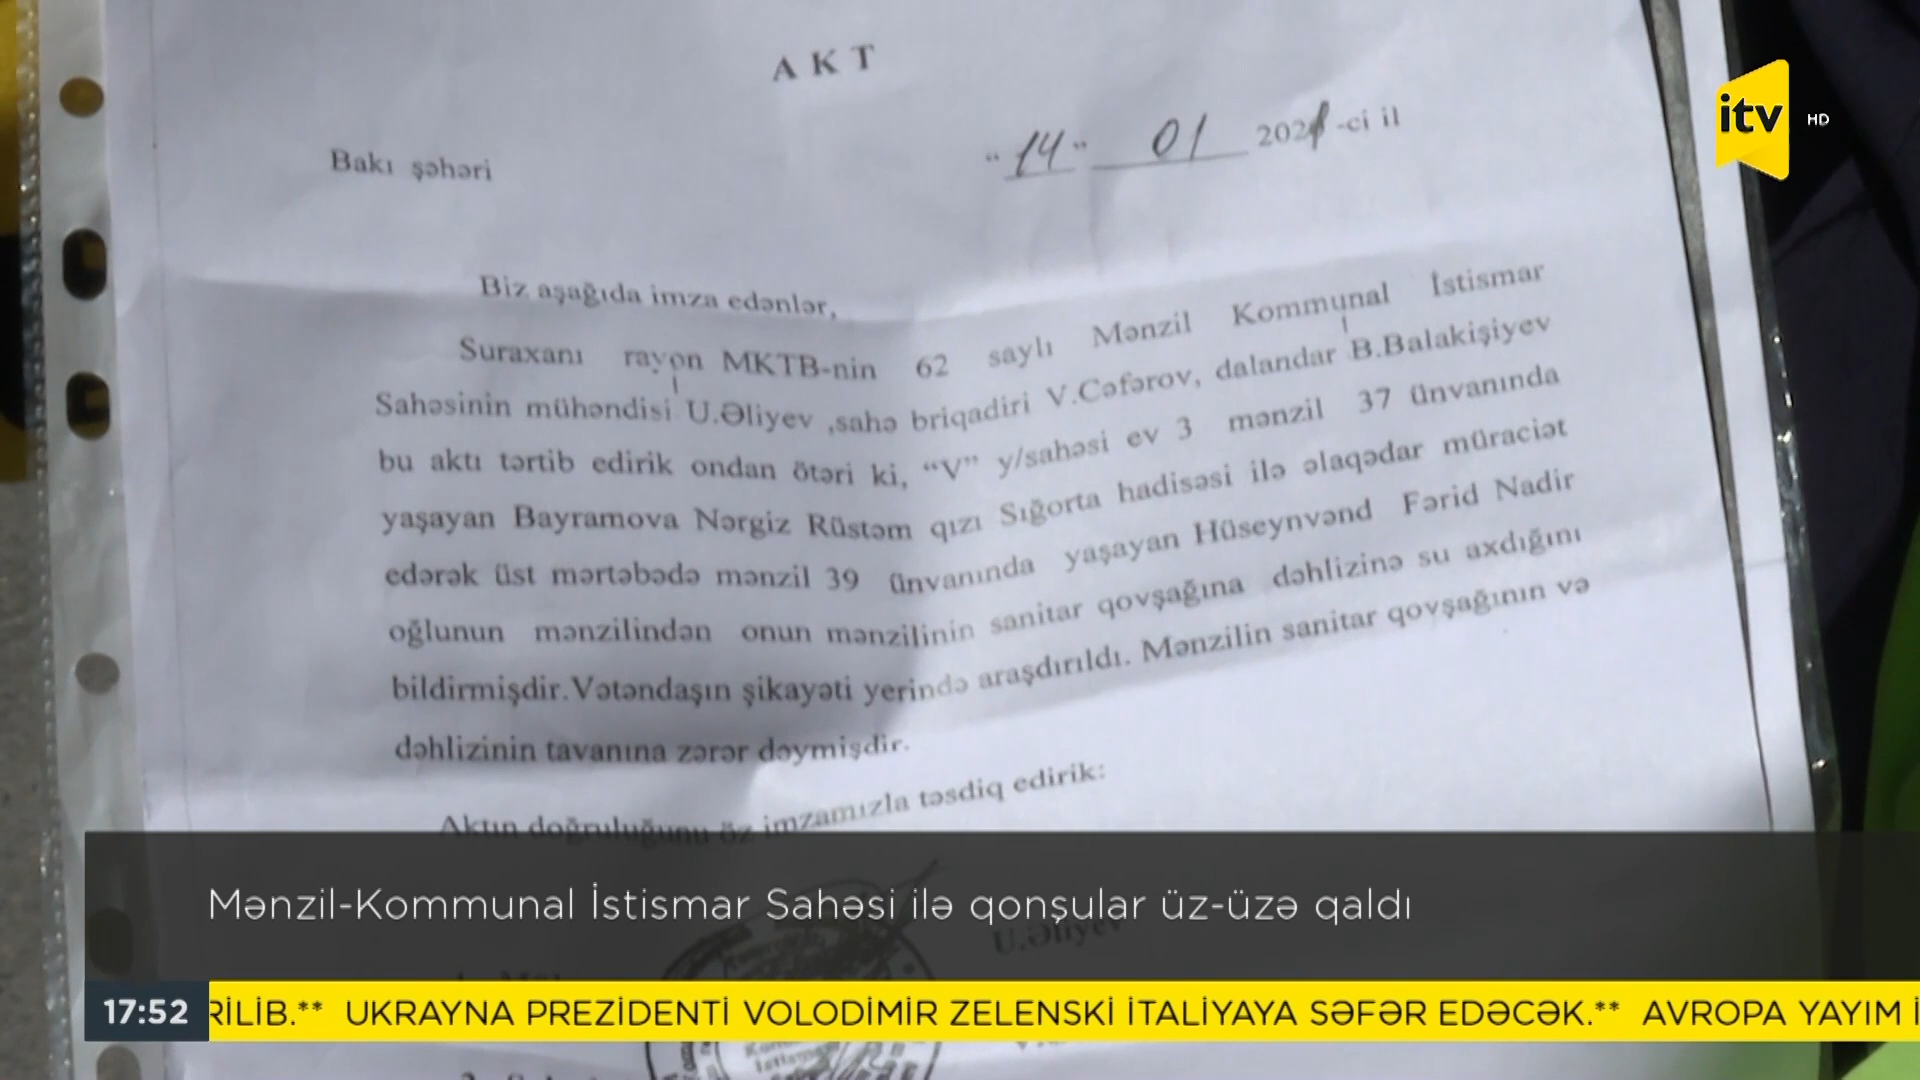 A K T
Bakı şəhəri
“14” 01 2021-ci il
itv HD
Biz aşağıda imza edənlər,
Suraxanı rayon MKTB-nin 62 saylı Mənzil Kommunal İstismar
Sahəsinin mühəndisi U.Əliyev ,sahə briqadiri V.Cəfərov, dalandar B.Balakişiyev
bu aktı tərtib edirik ondan ötəri ki, “V” y/sahəsi ev 3 mənzil 37 ünvanında
yaşayan Bayramova Nərgiz Rüstəm qızı Sığorta hadisəsi ilə əlaqədar müraciət
edərək üst mərtəbədə mənzil 39 ünvanında yaşayan Hüseynvənd Fərid Nadir
oğlunun mənzilindən onun mənzilinin sanitar qovşağına dəhlizinə su axdığını
bildirmişdir.Vətəndaşın şikayəti yerində araşdırıldı. Mənzilin sanitar qovşağının və
dəhlizinin tavanına zərər dəymişdir.
Aktın doğruluğunu öz imzamızla təsdiq edirik:
Mənzil-Kommunal İstismar Sahəsi ilə qonşular üz-üzə qaldı
U.Əliyev
17:52 RİLİB.** UKRAYNA PREZİDENTİ VOLODİMİR ZELENSKİ İTALİYAYA SƏFƏR EDƏCƏK.** AVROPA YAYIM İ